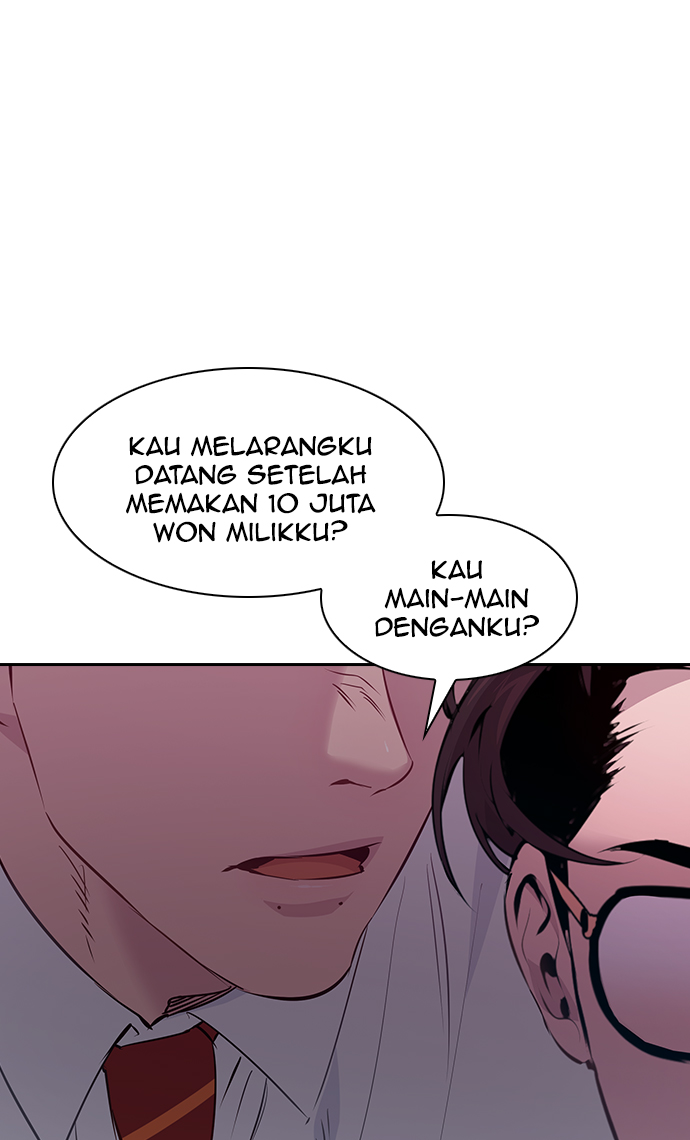 KAU MELARANGKU
DATANG SETELAH
MEMAKAN 10 JUTA
WON MILIKKU?
KAU
MAIN-MAIN
DENGANKU?